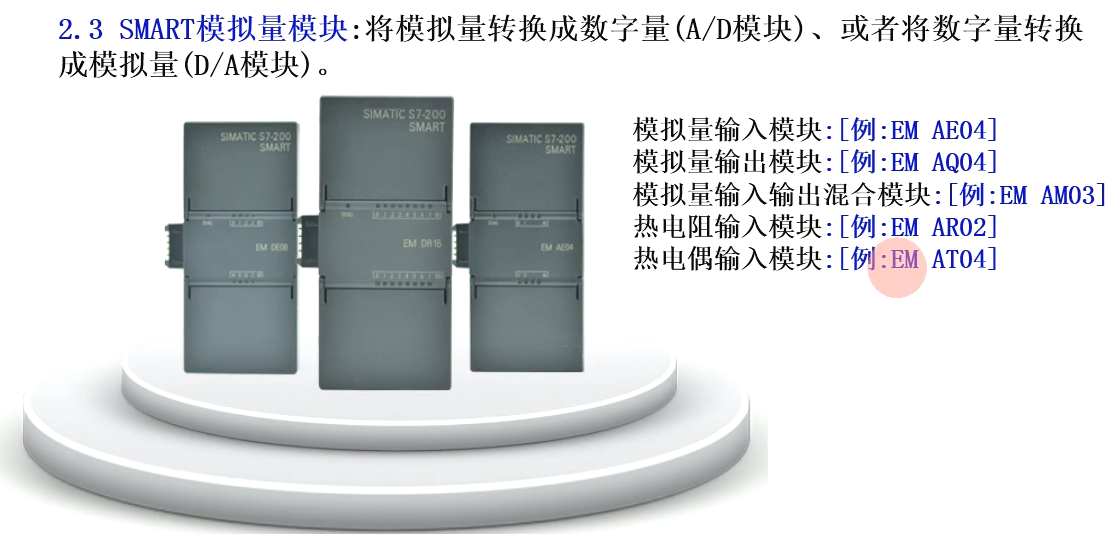 2.3 SMART模拟量模块:将模拟量转换成数字量(A/D模块)、或者将数字量转换
成模拟量(D/A模块)。
SIMATIC S7-200
SMART
EM DE08
SIMATIC S7-200
SMART
EM DR16
SIMATIC S7-200
SMART
EM AE04
模拟量输入模块:[例:EM AE04]
模拟量输出模块:[例:EM AQ04]
模拟量输入输出混合模块:[例:EM AM03]
热电阻输入模块:[例:EM AR02]
热电偶输入模块:[例:EM AT04]